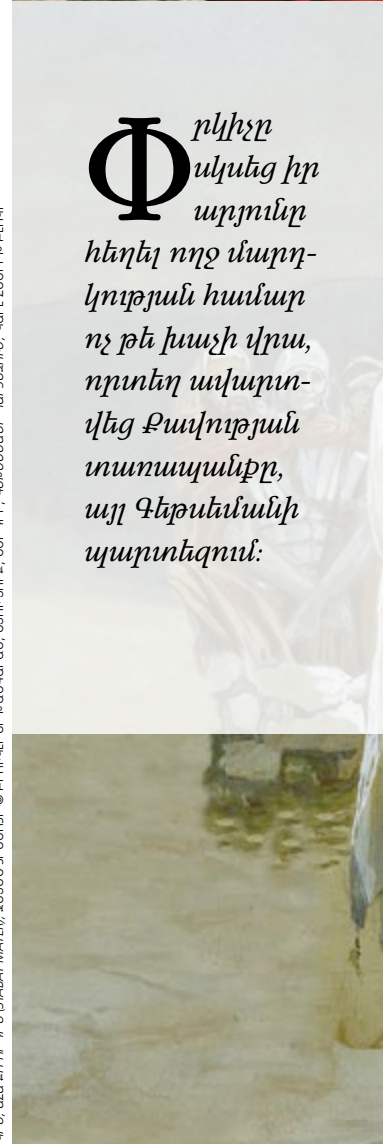 Փրկիչը
սկսեց իր
արյունը
հեղել ողջ մարդ-
կության համար
ոչ թե խաչի վրա,
որտեղ ավարտ-
վեց Քավության
տառապանքը,
այլ Գեթսեմանի
պարտեզում: